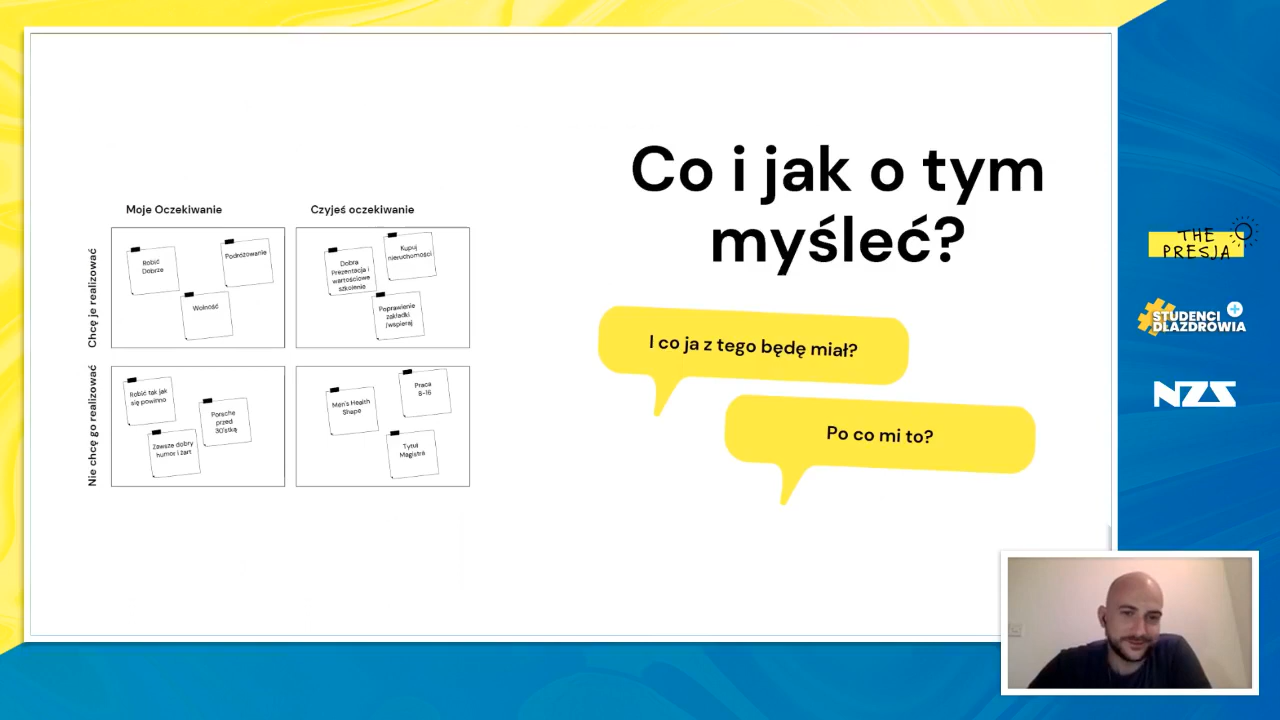 Co i jak o tym
myśleć?
I co ja z tego będę miał?
Po co mi to?
Moje Oczekiwanie
Czyjeś oczekiwanie
Chcę je realizować
Robić
Dobrze
Podróżowanie
Wolność
Dobra
Prezentacja i
wartościowe
szkolenie
Kupuj
nieruchomości
Poprawienie
zakładki
/wspieraj
Nie chcę go realizować
Robić tak jak
się powinno
Porsche
przed
30'stką
Zawsze dobry
humor i żart
Men's Health
Shape
Praca
8-16
Tytuł
Magistra
THE
PRESJA
#STUDENCI
DLAZDROWIA
NZS